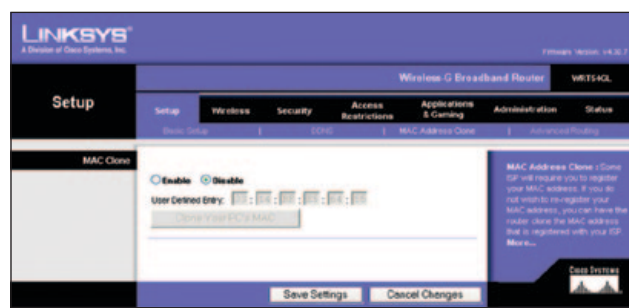 LINKSYS®
A Division of Cisco Systems, Inc.
Firmware Version: v4.30.7
Wireless-G Broadband Router
WRT54GL
Setup
Setup
Wireless
Security
Access Restrictions
Applications & Gaming
Administration
Status
Basic Setup | DDNS | MAC Address Clone | Advanced Routing
MAC Clone
Enable Disable
User Defined Entry:
Clone Your PC's MAC
MAC Address Clone : Some
ISP will require you to register
your MAC address. If you do
not wish to re-register your
MAC address, you can have the
router clone the MAC address
that is registered with your ISP.
More...
Save Settings
Cancel Changes
CISCO SYSTEMS